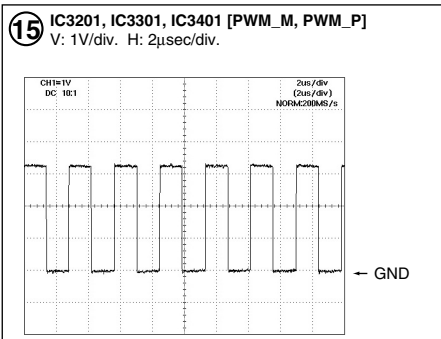 15 IC3201, IC3301, IC3401 [PWM_M, PWM_P]
V: 1V/div. H: 2μsec/div.
CH1=1V
DC 10:1
2us/div
(2us/div)
NORM:200MS/s
← GND